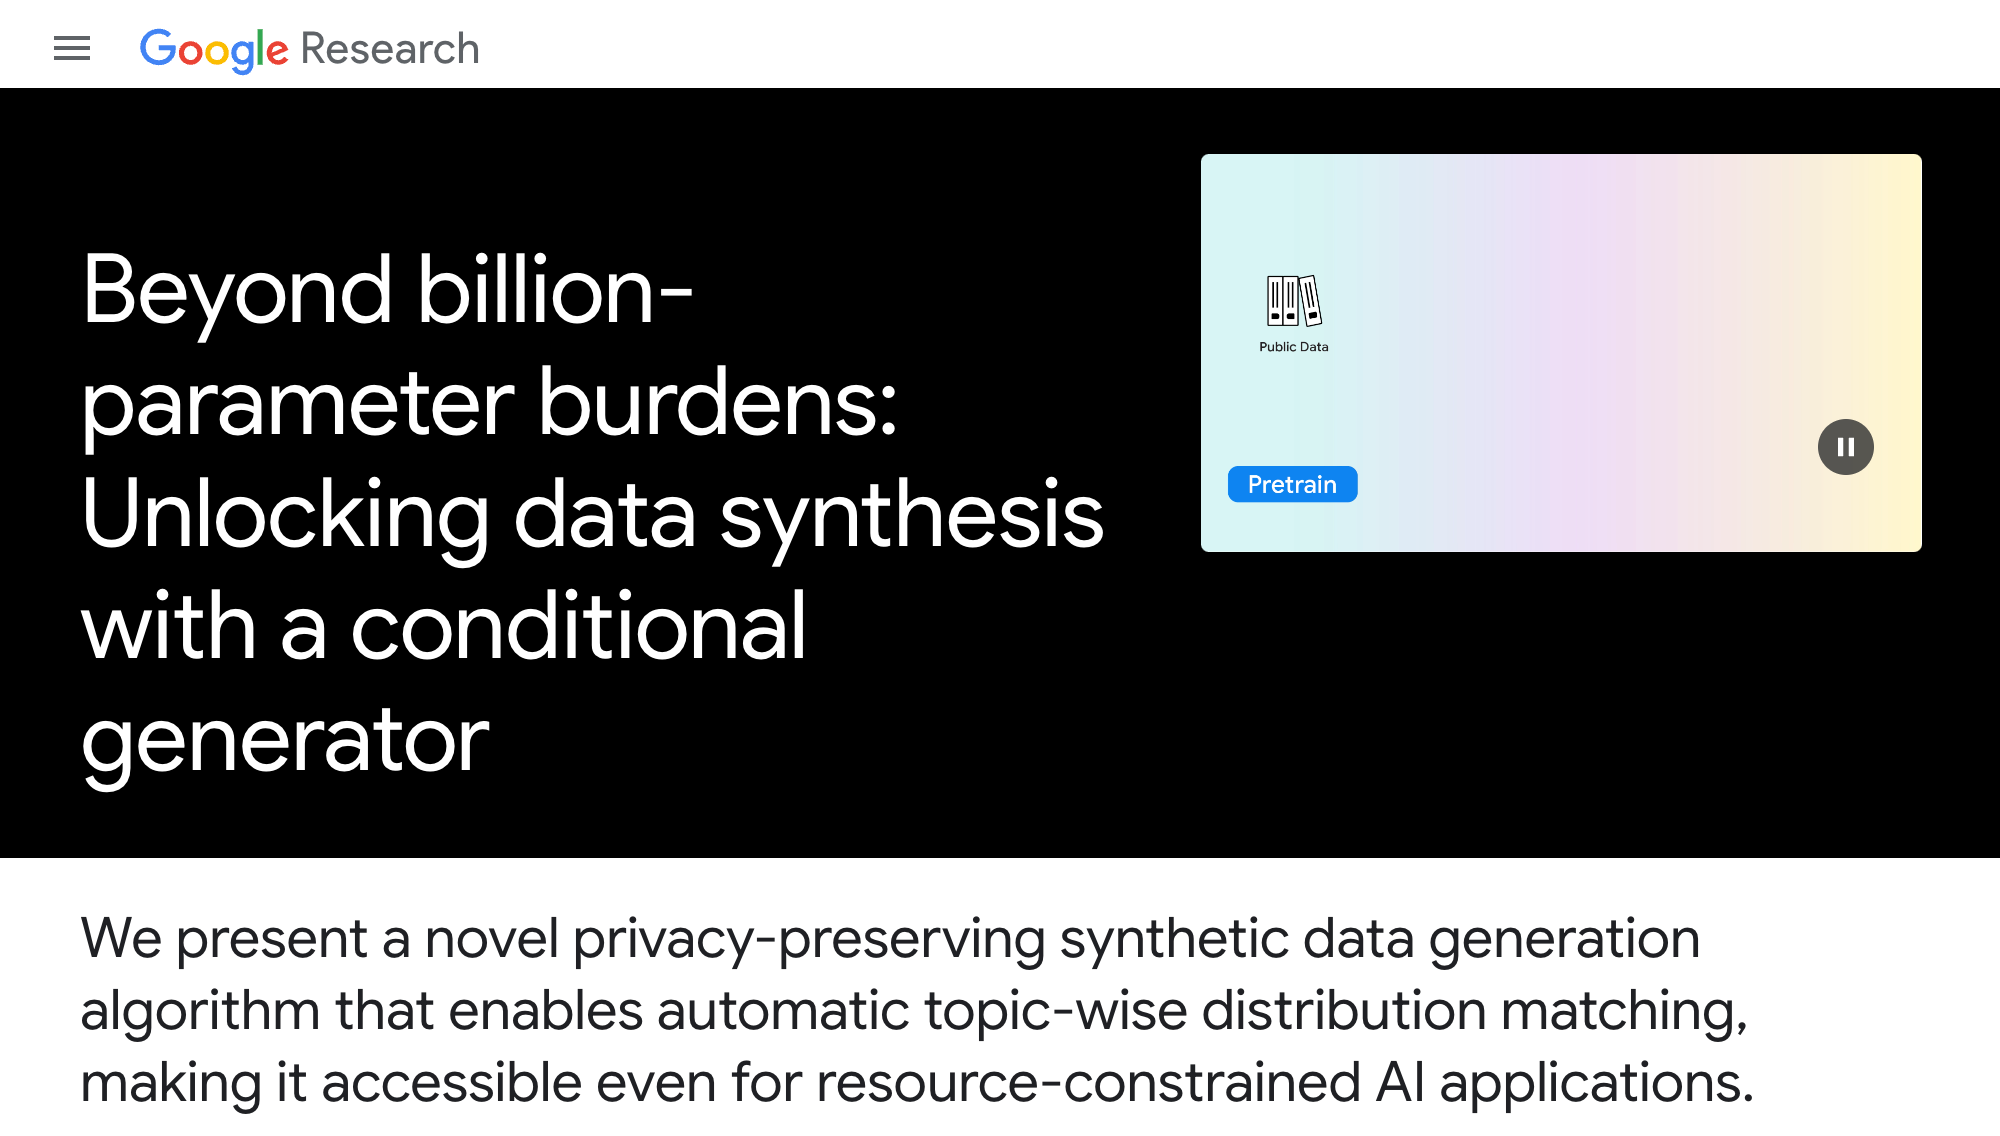 Google Research
Beyond billion-
parameter burdens:
Unlocking data synthesis
with a conditional
generator
Public Data
Pretrain
We present a novel privacy-preserving synthetic data generation
algorithm that enables automatic topic-wise distribution matching,
making it accessible even for resource-constrained AI applications.